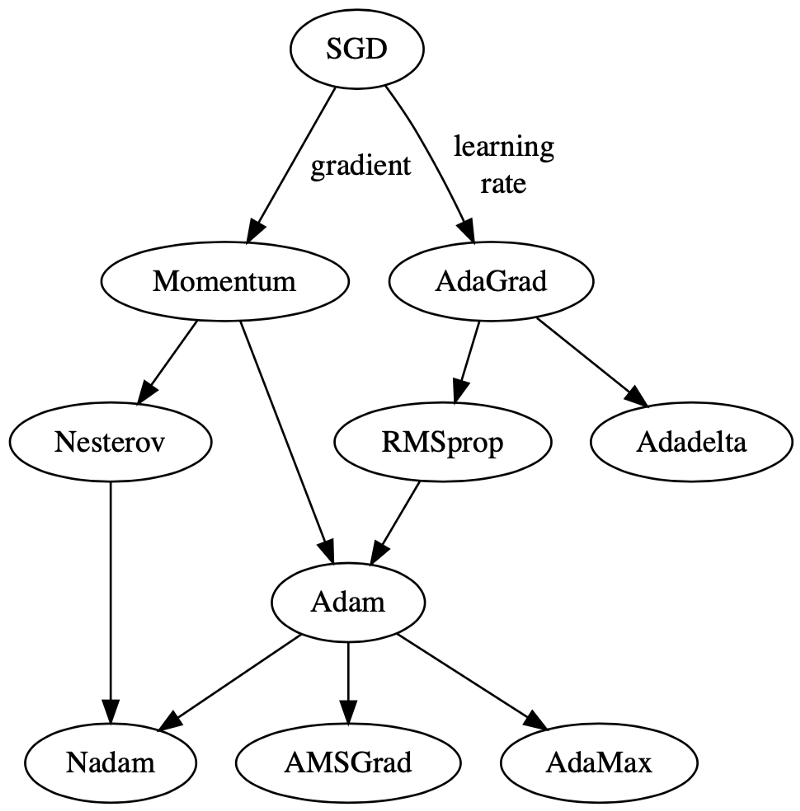 SGD
gradient
learning
rate
Momentum
AdaGrad
Nesterov
RMSprop
Adadelta
Adam
Nadam
AMSGrad
AdaMax